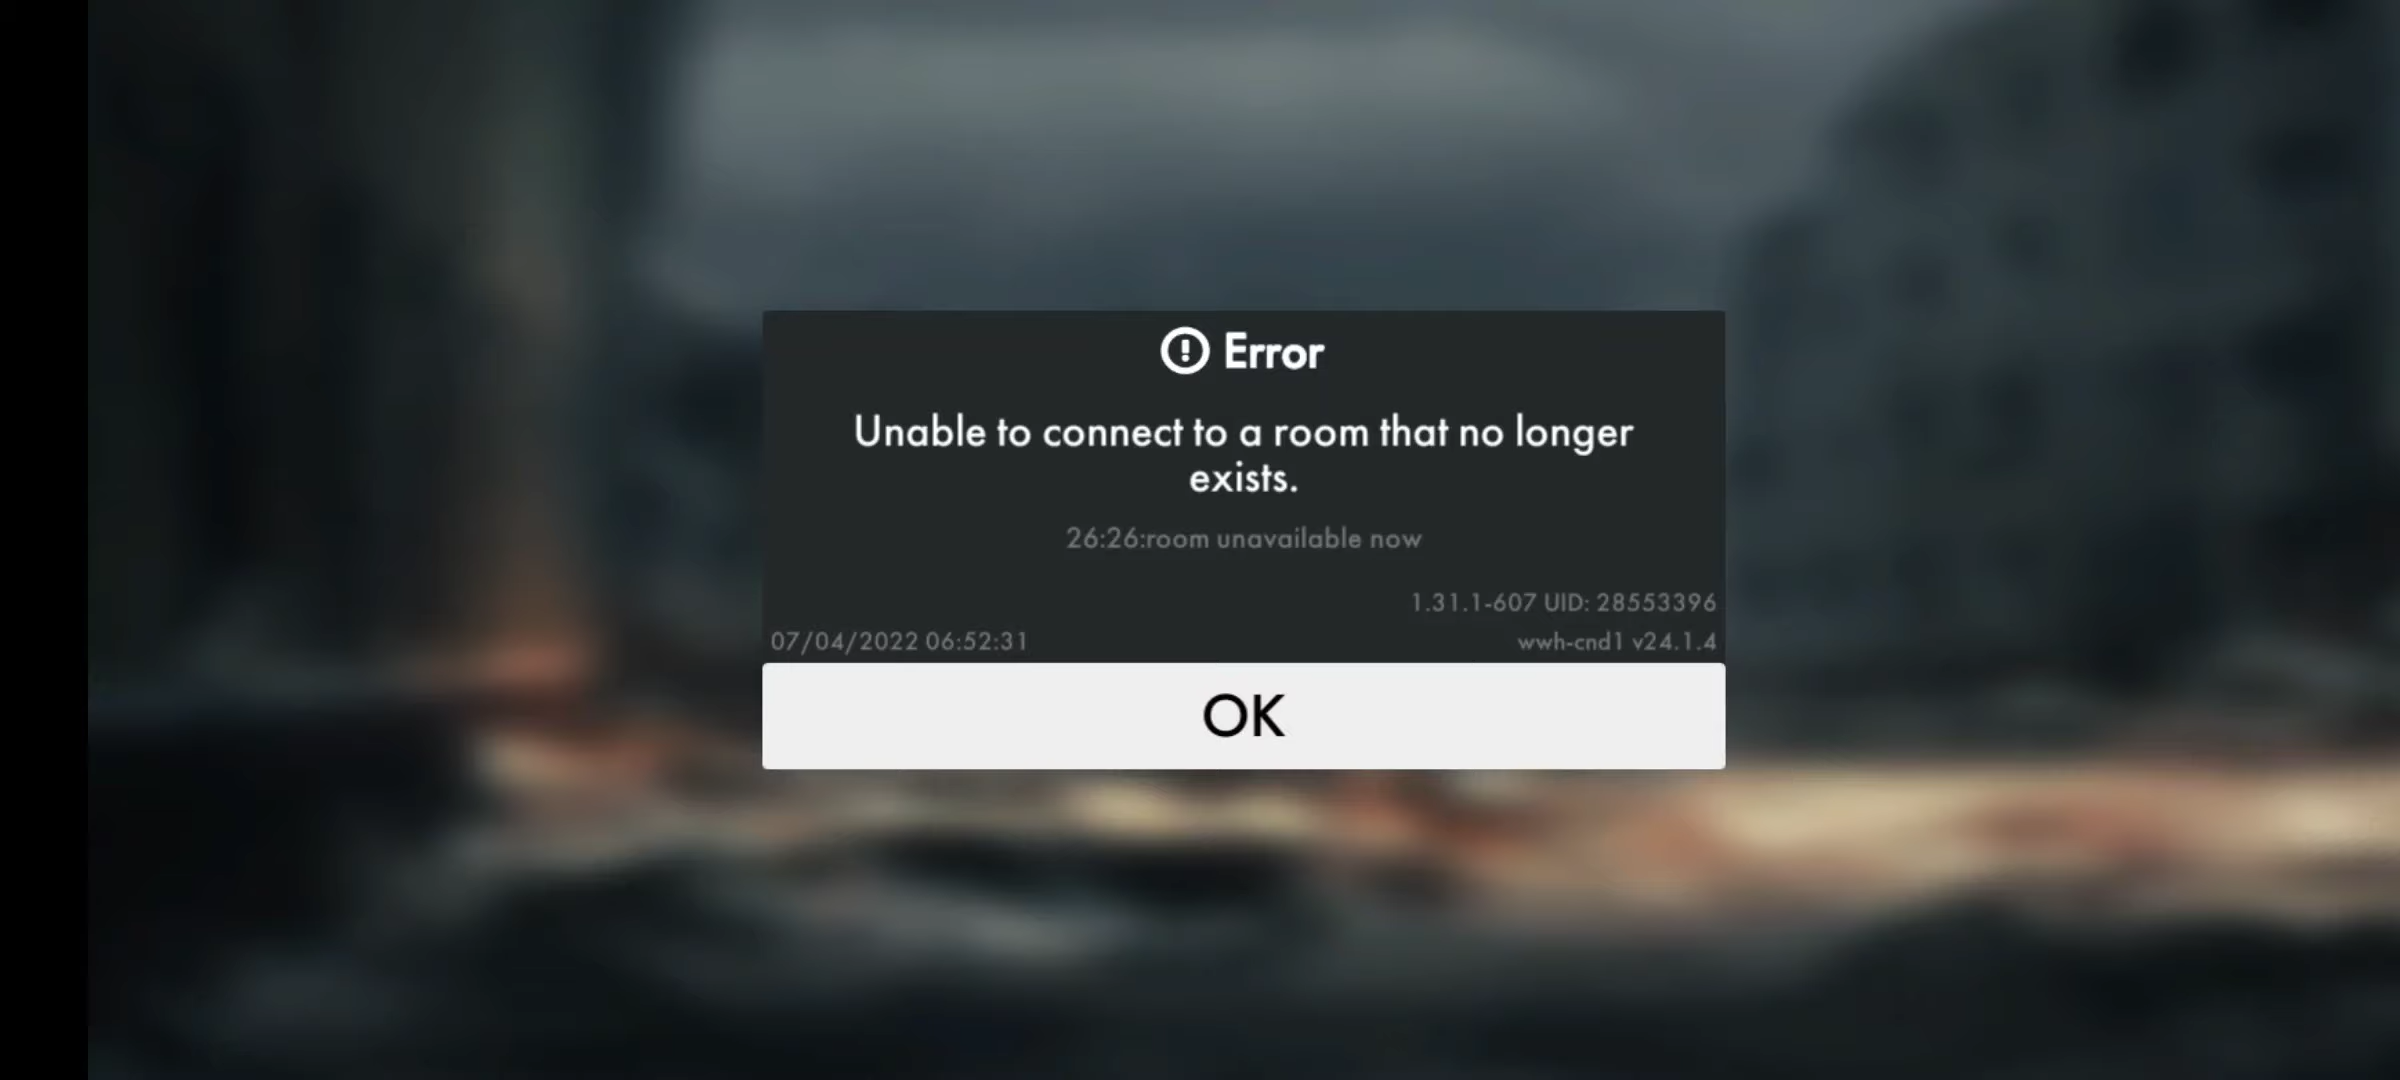 Error
Unable to connect to a room that no longer
exists.
26:26:room unavailable now
1.31.1-607 UID: 28553396
07/04/2022 06:52:31
wwh-cnd1 v24.1.4
OK